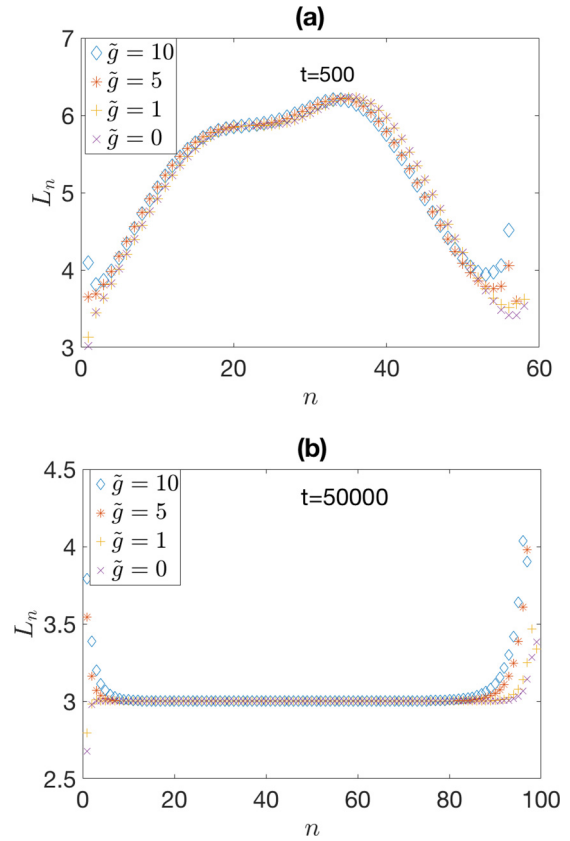 (a)
7
6
5
4
3
L_n
g̃ = 10
g̃ = 5
g̃ = 1
g̃ = 0
t=500
0
20
40
60
n
(b)
4.5
4
3.5
3
2.5
L_n
g̃ = 10
g̃ = 5
g̃ = 1
g̃ = 0
t=50000
0
20
40
60
80
100
n